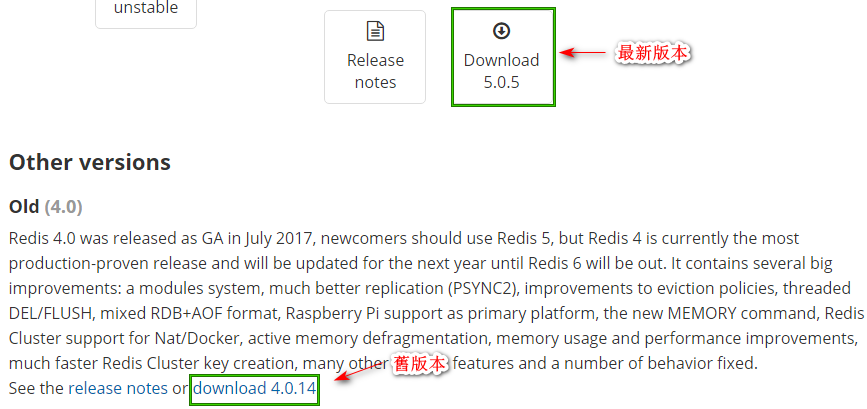 unstable
Release
notes
Download
5.0.5
最新版本
Other versions
Old (4.0)
Redis 4.0 was released as GA in July 2017, newcomers should use Redis 5, but Redis 4 is currently the most
production-proven release and will be updated for the next year until Redis 6 will be out. It contains several big
improvements: a modules system, much better replication (PSYNC2), improvements to eviction policies, threaded
DEL/FLUSH, mixed RDB+AOF format, Raspberry Pi support as primary platform, the new MEMORY command, Redis
Cluster support for Nat/Docker, active memory defragmentation, memory usage and performance improvements,
much faster Redis Cluster key creation, many other 舊版本 features and a number of behavior fixed.
See the release notes or download 4.0.14